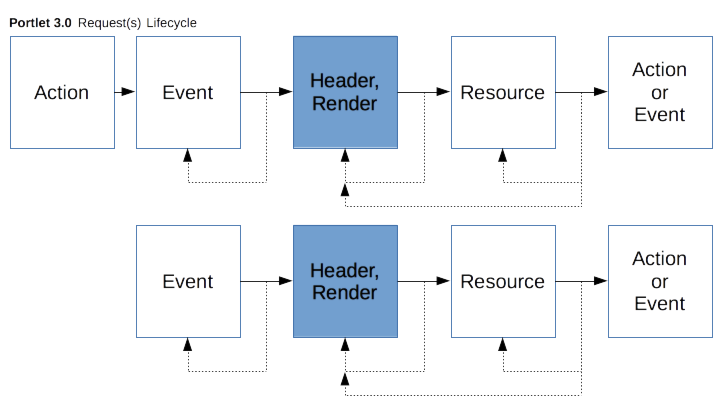 Portlet 3.0 Request(s) Lifecycle
Action
Event
Header,
Render
Resource
Action
or
Event
Event
Header,
Render
Resource
Action
or
Event